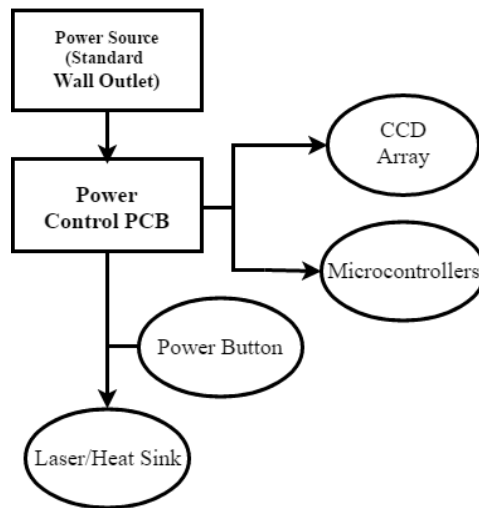 Power Source
(Standard
Wall Outlet)
CCD
Array
Power
Control PCB
Microcontrollers
Power Button
Laser/Heat Sink